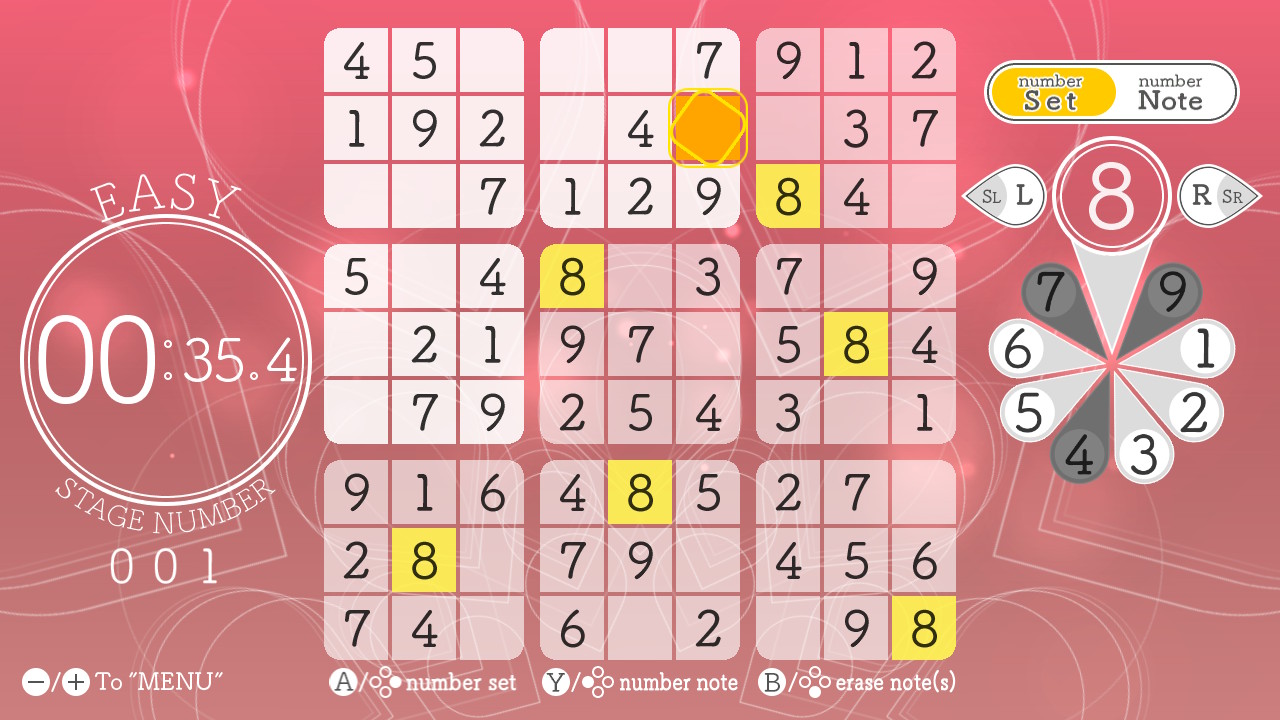 4 5 7 9 1 2
1 9 2 4 3 7
7 1 2 9 8 4
5 4 8 3 7 9
2 1 9 7 5 8 4
7 9 2 5 4 3 1
9 1 6 4 8 5 2 7
2 8 7 9 4 5 6
7 4 6 2 9 8
EASY
00:35.4
STAGE NUMBER
001
number Set
number Note
SL L
8
R SR
7 9
6 1
5 2
4 3
−/+ To "MENU"
A/ number set
Y/ number note
B/ erase note(s)